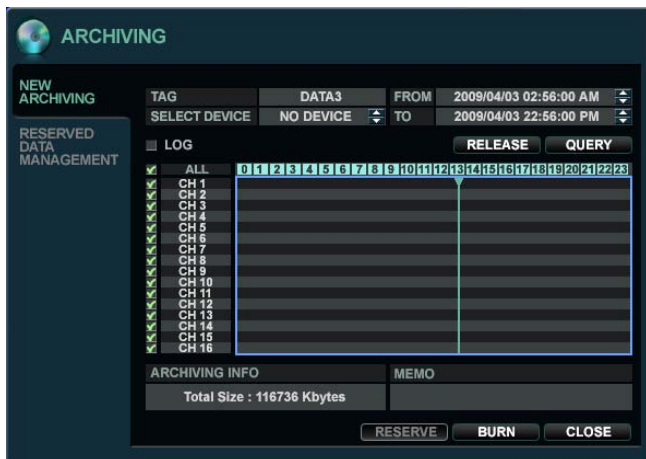 ARCHIVING
NEW
ARCHIVING
RESERVED
DATA
MANAGEMENT
TAG DATA3 FROM 2009/04/03 02:56:00 AM
SELECT DEVICE NO DEVICE TO 2009/04/03 22:56:00 PM
LOG RELEASE QUERY
ALL 0 1 2 3 4 5 6 7 8 9 10 11 12 13 14 15 16 17 18 19 20 21 22 23
CH 1
CH 2
CH 3
CH 4
CH 5
CH 6
CH 7
CH 8
CH 9
CH 10
CH 11
CH 12
CH 13
CH 14
CH 15
CH 16
ARCHIVING INFO MEMO
Total Size : 116736 Kbytes
RESERVE BURN CLOSE